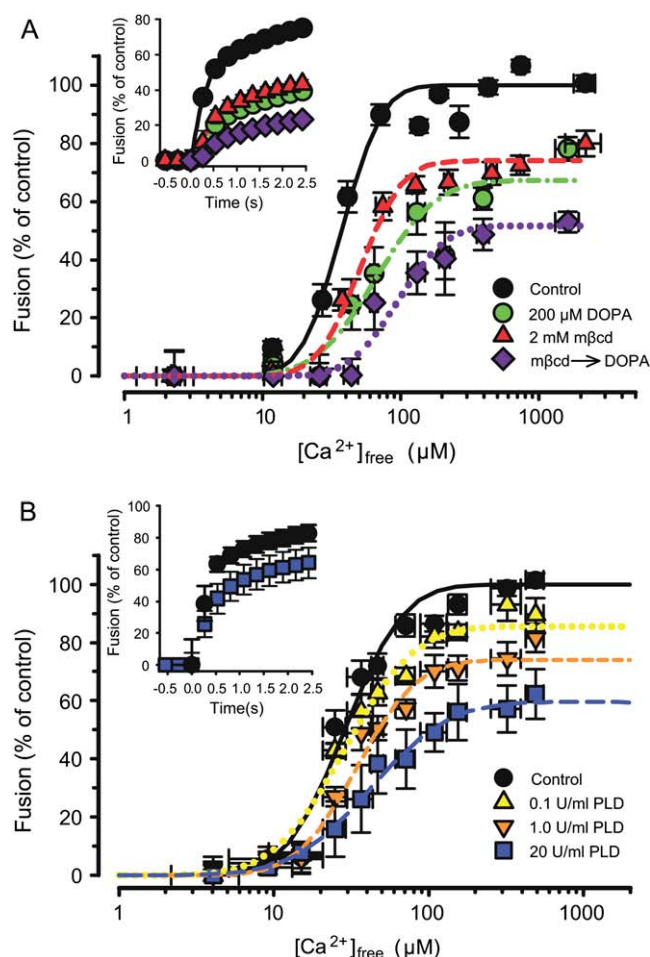 A
Fusion (% of control)
80
60
40
20
0
-0.5 0.0 0.5 1.0 1.5 2.0 2.5
Time (s)
Fusion (% of control)
100
80
60
40
20
0
Control
200 µM DOPA
2 mM mβcd
mβcd→DOPA
1 10 100 1000
[Ca2+]free (µM)
B
Fusion (% of control)
100
80
60
40
20
0
-0.5 0.0 0.5 1.0 1.5 2.0 2.5
Time(s)
Fusion (% of control)
100
80
60
40
20
0
Control
0.1 U/ml PLD
1.0 U/ml PLD
20 U/ml PLD
1 10 100 1000
[Ca2+]free (µM)